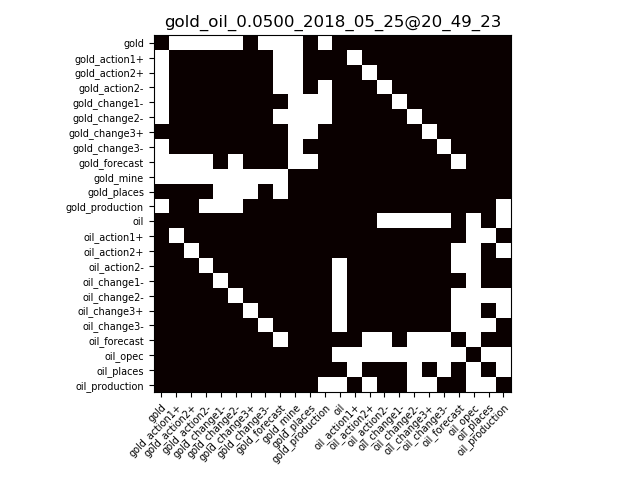 gold_oil_0.0500_2018_05_25@20_49_23
gold
gold_action1+
gold_action2+
gold_action2-
gold_change1-
gold_change2-
gold_change3+
gold_change3-
gold_forecast
gold_mine
gold_places
gold_production
oil
oil_action1+
oil_action2+
oil_action2-
oil_change1-
oil_change2-
oil_change3+
oil_change3-
oil_forecast
oil_opec
oil_places
oil_production
gold
gold_action1+
gold_action2+
gold_action2-
gold_change1-
gold_change2-
gold_change3+
gold_change3-
gold_forecast
gold_mine
gold_places
gold_production
oil
oil_action1+
oil_action2+
oil_action2-
oil_change1-
oil_change2-
oil_change3+
oil_change3-
oil_forecast
oil_opec
oil_places
oil_production